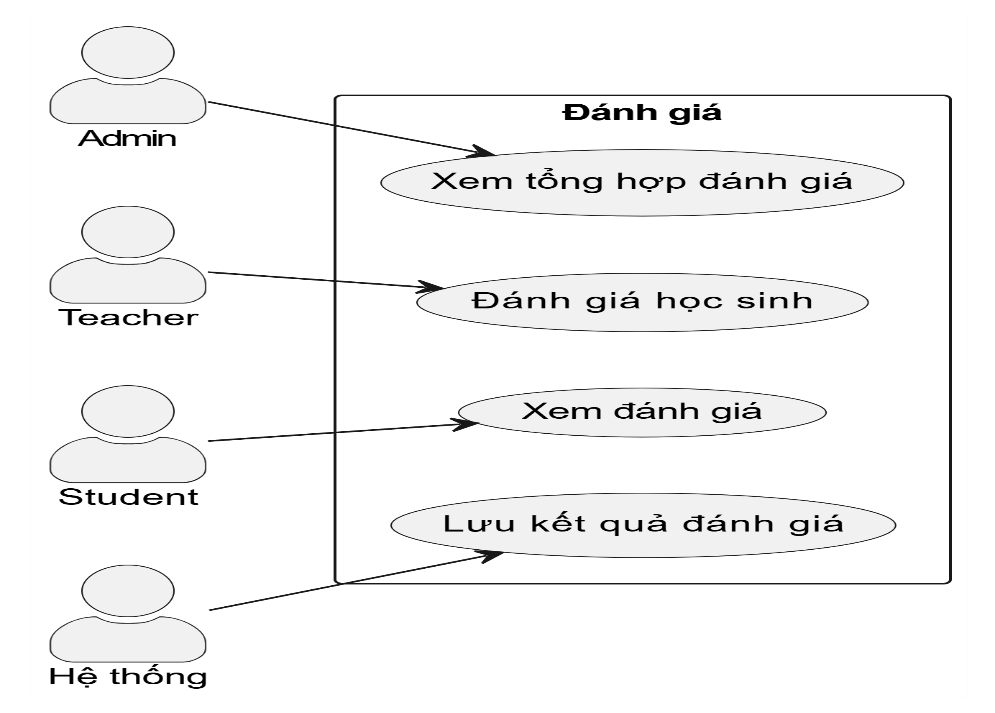 Admin
Đánh giá
Xem tổng hợp đánh giá
Teacher
Đánh giá học sinh
Student
Xem đánh giá
Lưu kết quả đánh giá
Hệ thống